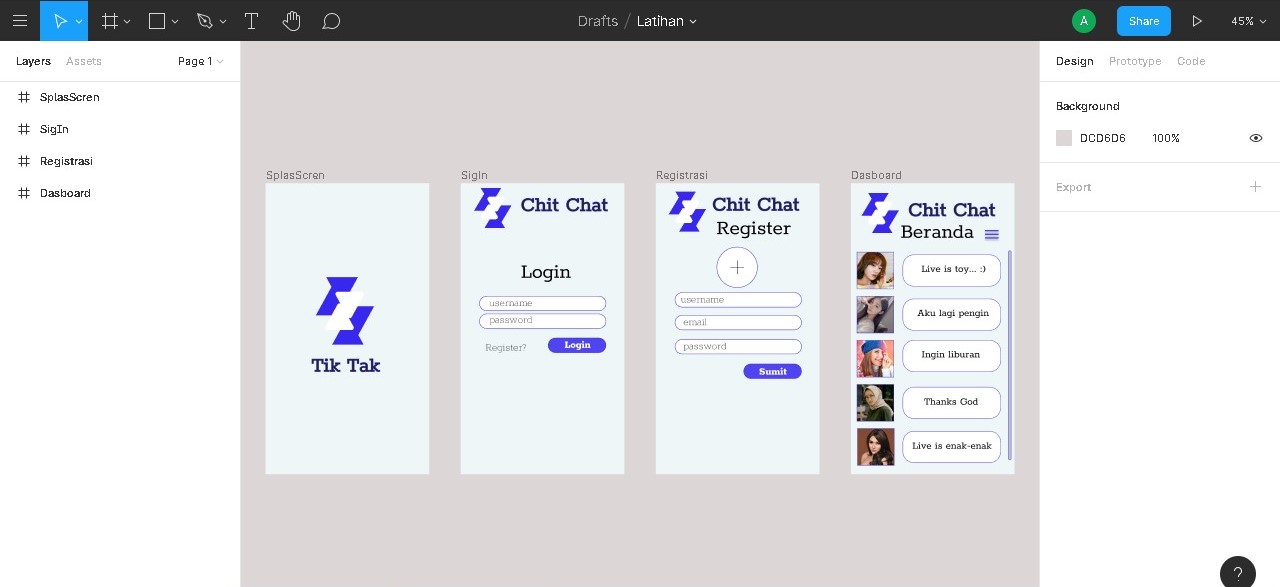 Drafts / Latihan
A
Share
45%
Layers Assets Page 1
SplasScren
SigIn
Registrasi
Dasboard
SplasScren
Tik Tak
SigIn
Chit Chat
Login
username
password
Register? Login
Registrasi
Chit Chat
Register
username
email
password
Sumit
Dasboard
Chit Chat
Beranda
Live is toy... :)
Aku lagi pengin
Ingin liburan
Thanks God
Live is enak-enak
Design Prototype Code
Background
DCD6D6 100%
Export
?